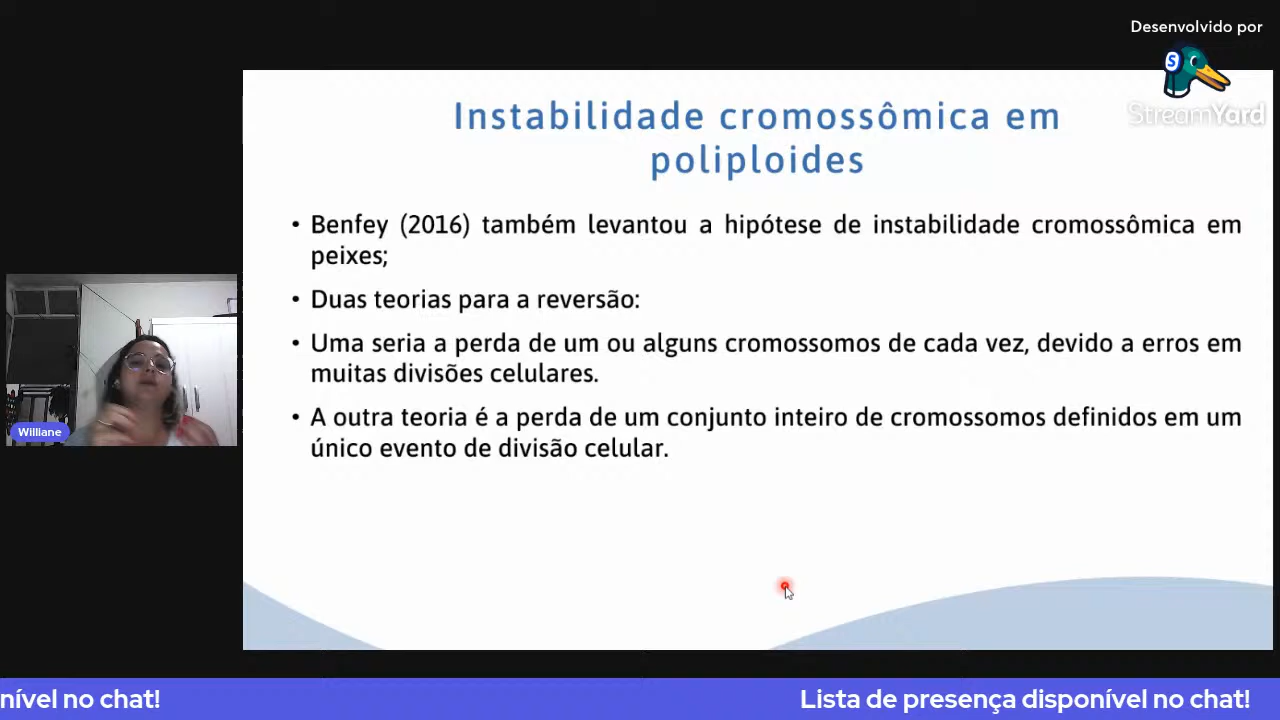 Desenvolvido por
S
StreamYard
Instabilidade cromossômica em
poliploides
• Benfey (2016) também levantou a hipótese de instabilidade cromossômica em
peixes;
• Duas teorias para a reversão:
• Uma seria a perda de um ou alguns cromossomos de cada vez, devido a erros em
muitas divisões celulares.
• A outra teoria é a perda de um conjunto inteiro de cromossomos definidos em um
único evento de divisão celular.
Williane
nível no chat!
Lista de presença disponível no chat!